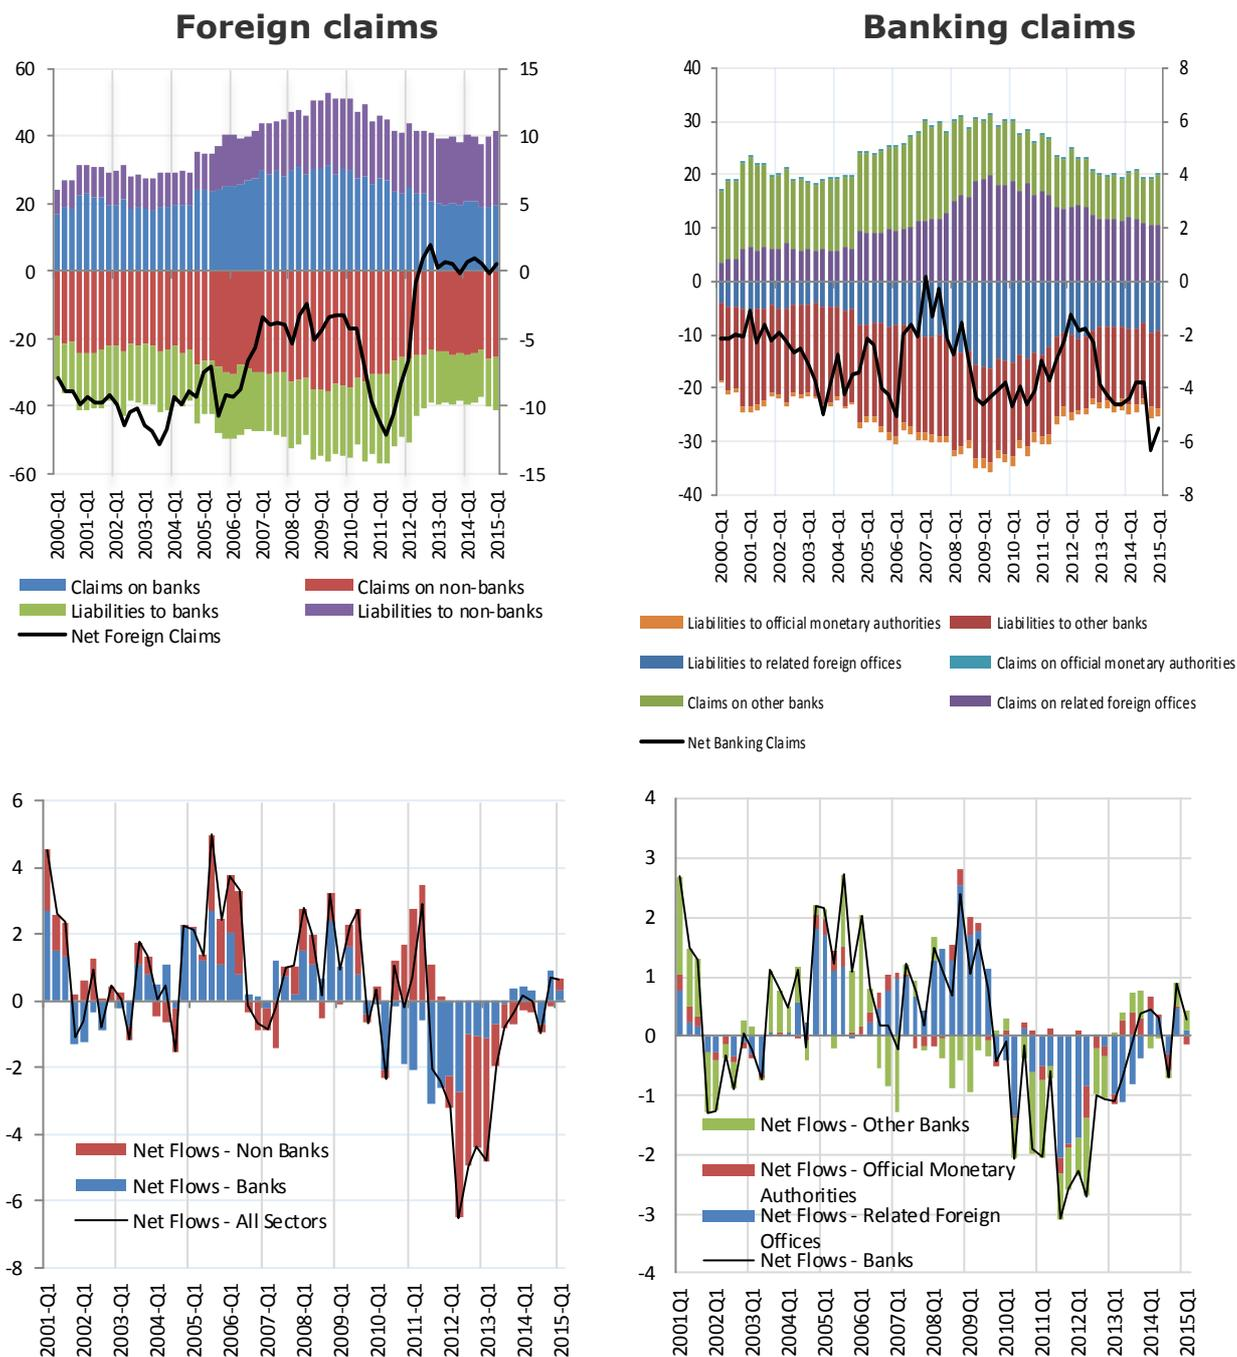 Foreign claims
60
40
20
0
-20
-40
-60
15
10
5
0
-5
-10
-15
2000-Q1
2001-Q1
2002-Q1
2003-Q1
2004-Q1
2005-Q1
2006-Q1
2007-Q1
2008-Q1
2009-Q1
2010-Q1
2011-Q1
2012-Q1
2013-Q1
2014-Q1
2015-Q1
Claims on banks
Claims on non-banks
Liabilities to banks
Liabilities to non-banks
Net Foreign Claims
Banking claims
40
30
20
10
0
-10
-20
-30
-40
8
6
4
2
0
-2
-4
-6
-8
2000-Q1
2001-Q1
2002-Q1
2003-Q1
2004-Q1
2005-Q1
2006-Q1
2007-Q1
2008-Q1
2009-Q1
2010-Q1
2011-Q1
2012-Q1
2013-Q1
2014-Q1
2015-Q1
Liabilities to official monetary authorities
Liabilities to other banks
Liabilities to related foreign offices
Claims on official monetary authorities
Claims on other banks
Claims on related foreign offices
Net Banking Claims
6
4
2
0
-2
-4
-6
-8
Net Flows - Non Banks
Net Flows - Banks
Net Flows - All Sectors
2001-Q1
2002-Q1
2003-Q1
2004-Q1
2005-Q1
2006-Q1
2007-Q1
2008-Q1
2009-Q1
2010-Q1
2011-Q1
2012-Q1
2013-Q1
2014-Q1
2015-Q1
4
3
2
1
0
-1
-2
-3
-4
Net Flows - Other Banks
Net Flows - Official Monetary
Authorities
Net Flows - Related Foreign
Offices
Net Flows - Banks
2001Q1
2002Q1
2003Q1
2004Q1
2005Q1
2006Q1
2007Q1
2008Q1
2009Q1
2010Q1
2011Q1
2012Q1
2013Q1
2014Q1
2015Q1